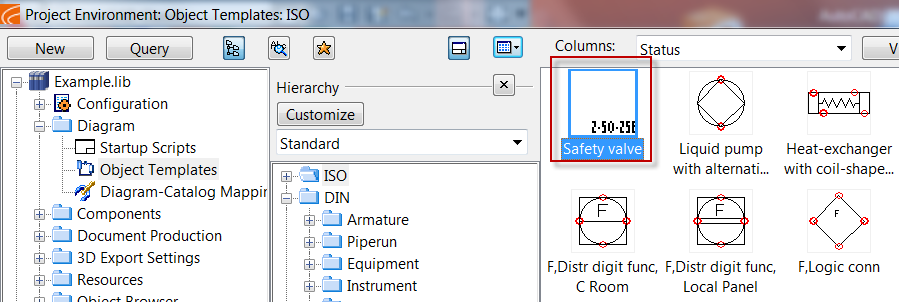 Project Environment: Object Templates: ISO
AutoCAD
New
Query
Abc
Columns:
Status
V
Example.lib
Configuration
Diagram
Startup Scripts
Object Templates
Diagram-Catalog Mappin
Components
Document Production
3D Export Settings
Resources
Object Browser
Hierarchy
Customize
Standard
ISO
DIN
Armature
Piperun
Equipment
Instrument
2-50-256
Safety valve
Liquid pump
with alternati...
Heat-exchanger
with coil-shape...
F
F,Distr digit func,
C Room
F
F,Distr digit func,
Local Panel
F
F,Logic conn